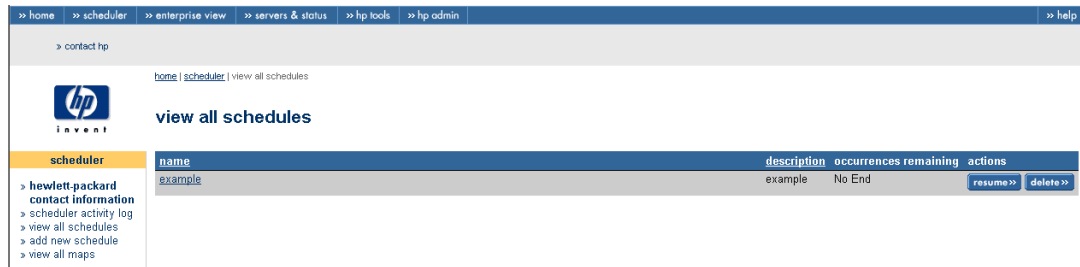 » home » scheduler » enterprise view » servers & status » hp tools » hp admin » help
» contact hp
home | scheduler | view all schedules
hp
invent
view all schedules
scheduler
» hewlett-packard
contact information
» scheduler activity log
» view all schedules
» add new schedule
» view all maps
name description occurrences remaining actions
example example No End resume» delete»